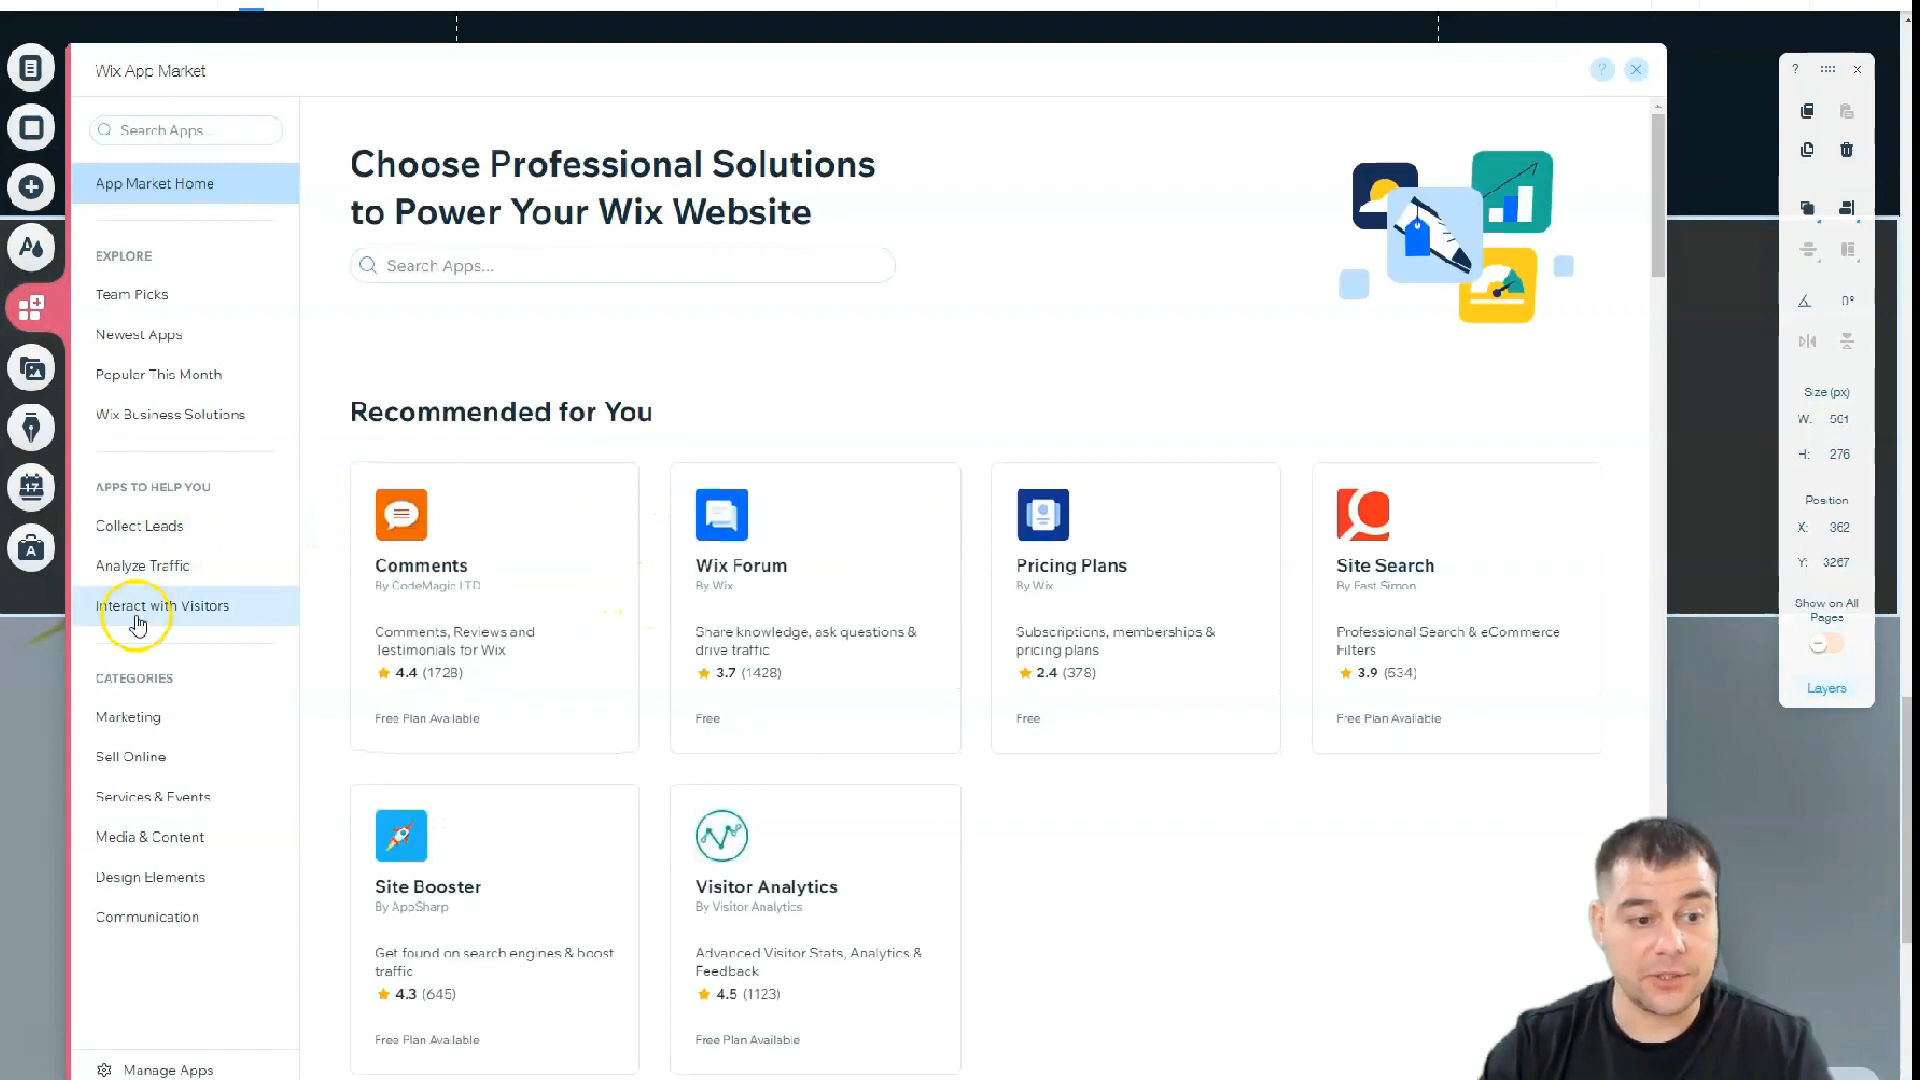 Wix App Market
?
Search Apps...
App Market Home
EXPLORE
Team Picks
Newest Apps
Popular This Month
Wix Business Solutions
APPS TO HELP YOU
Collect Leads
Analyze Traffic
Interact with Visitors
CATEGORIES
Marketing
Sell Online
Services & Events
Media & Content
Design Elements
Communication
Manage Apps
Choose Professional Solutions
to Power Your Wix Website
Search Apps...
Recommended for You
Comments
By CodeMagic LTD
Comments, Reviews and
Testimonials for Wix
4.4 (1728)
Free Plan Available
Wix Forum
By Wix
Share knowledge, ask questions &
drive traffic
3.7 (1428)
Free
Pricing Plans
By Wix
Subscriptions, memberships &
pricing plans
2.4 (378)
Free
Site Search
By Fast Simon
Professional Search & eCommerce
Filters
3.9 (534)
Free Plan Available
Site Booster
By AppSharp
Get found on search engines & boost
traffic
4.3 (645)
Free Plan Available
Visitor Analytics
By Visitor Analytics
Advanced Visitor Stats, Analytics &
Feedback
4.5 (1123)
Free Plan Available
A
17
A
?
0°
Size (px)
W: 561
H: 276
Position
X: 362
Y: 3267
Show on All
Pages
Layers